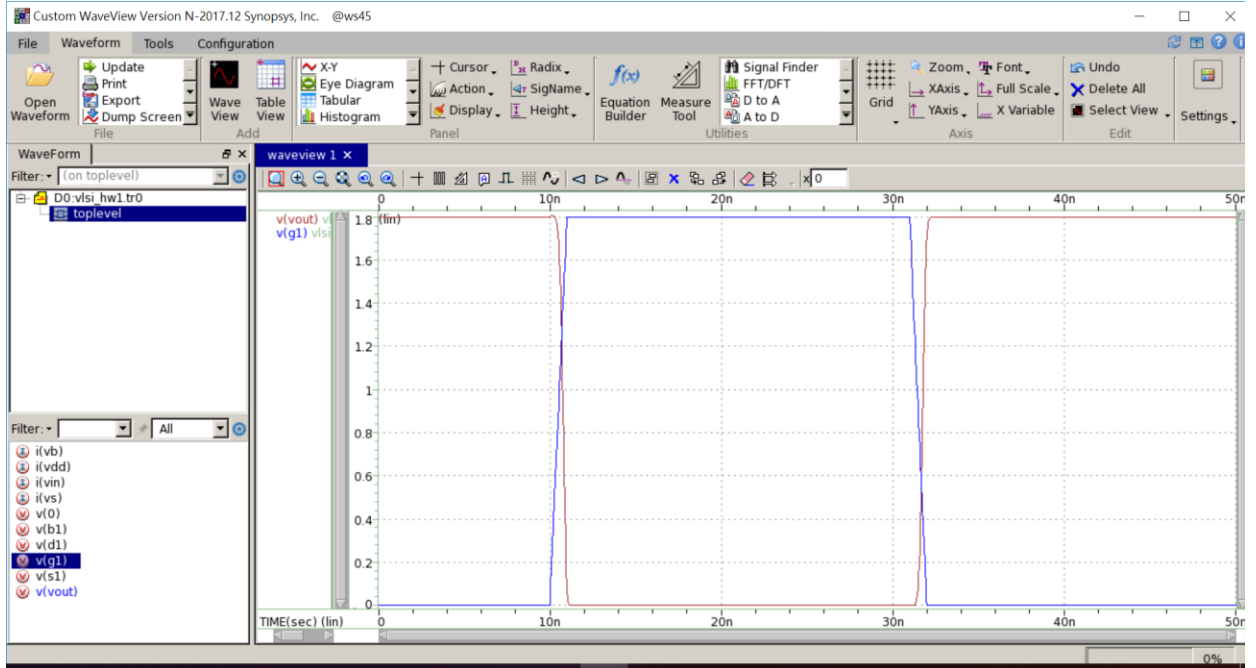 Custom WaveView Version N-2017.12 Synopsys, Inc. @ws45
File Waveform Tools Configuration
Open Waveform
Update
Print
Export
Dump Screen
File
Wave View
Table View
Add
X-Y
Eye Diagram
Tabular
Histogram
Cursor
Action
Display
Radix
SigName
Height
Panel
f(x)
Equation Builder
Measure Tool
Signal Finder
FFT/DFT
D to A
A to D
Utilities
Grid
Zoom
XAxis
YAxis
Font
Full Scale
X Variable
Axis
Undo
Delete All
Select View
Edit
Settings
WaveForm
Filter: (on toplevel)
D0:vlsi_hw1.tr0
toplevel
Filter: All
i(vb)
i(vdd)
i(vin)
i(vs)
v(0)
v(b1)
v(d1)
v(g1)
v(s1)
v(vout)
waveview 1
x 0
0 10n 20n 30n 40n 50n
v(vout)
v(g1) vlsi
1.8 (lin)
1.6
1.4
1.2
1
0.8
0.6
0.4
0.2
0
TIME(sec) (lin) 0 10n 20n 30n 40n 50n
0%